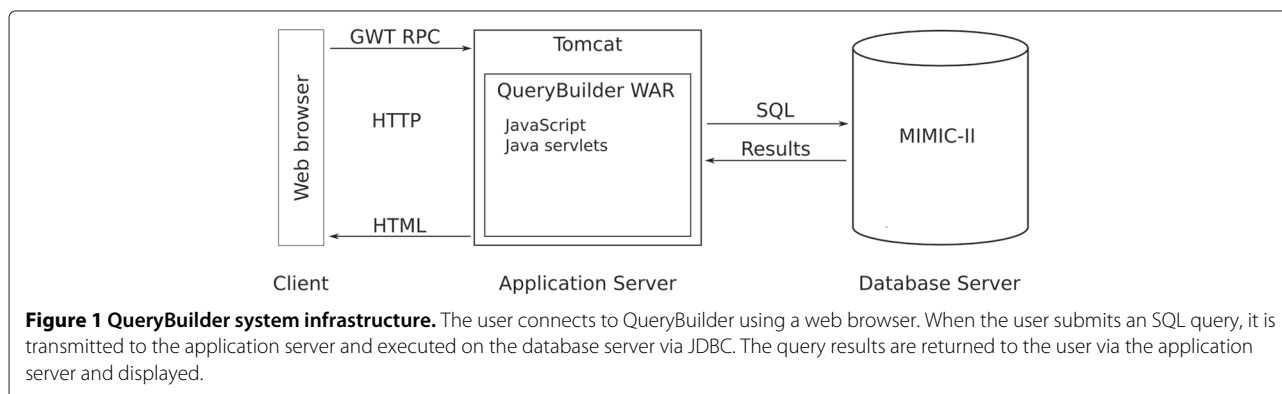 GWT RPC
Tomcat
QueryBuilder WAR
JavaScript
Java servlets
Web browser
HTTP
SQL
Results
MIMIC-II
HTML
Client
Application Server
Database Server
Figure 1 QueryBuilder system infrastructure. The user connects to QueryBuilder using a web browser. When the user submits an SQL query, it is
transmitted to the application server and executed on the database server via JDBC. The query results are returned to the user via the application
server and displayed.